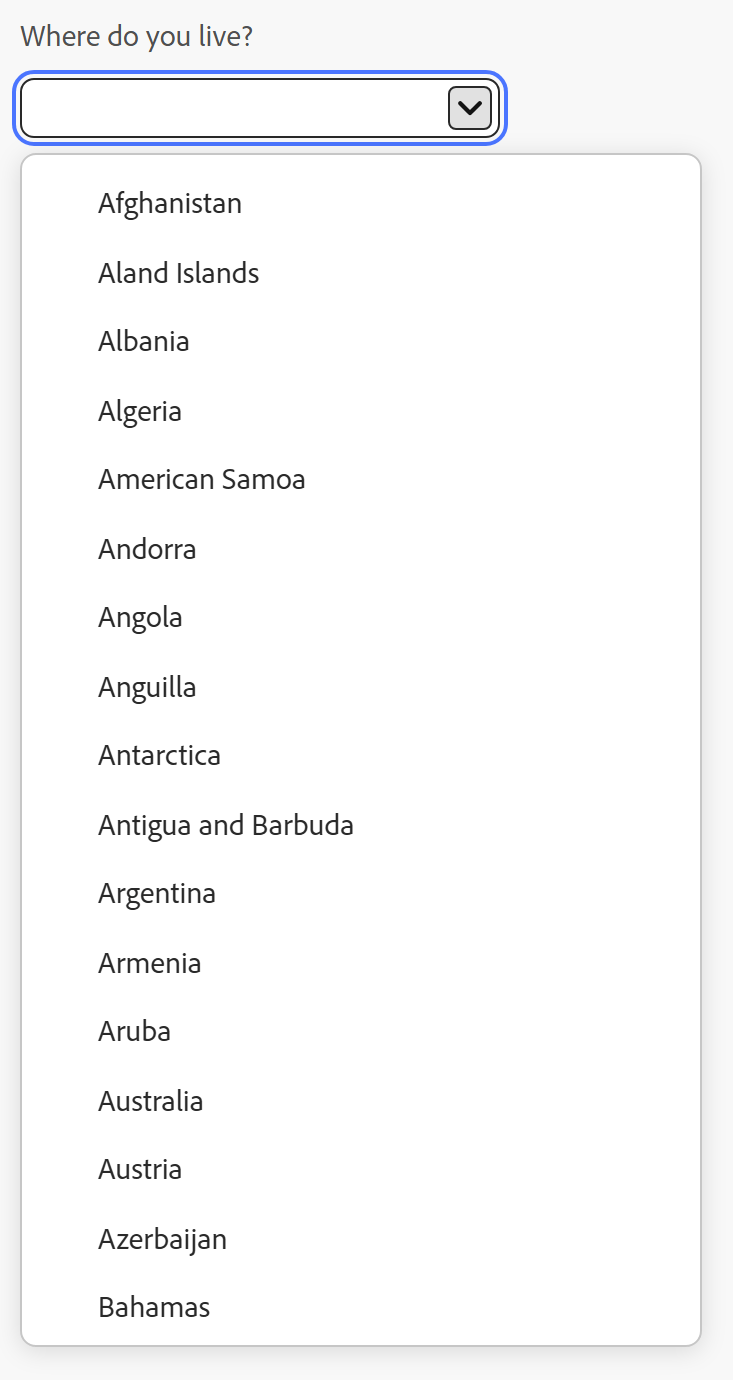 Where do you live?
Afghanistan
Aland Islands
Albania
Algeria
American Samoa
Andorra
Angola
Anguilla
Antarctica
Antigua and Barbuda
Argentina
Armenia
Aruba
Australia
Austria
Azerbaijan
Bahamas